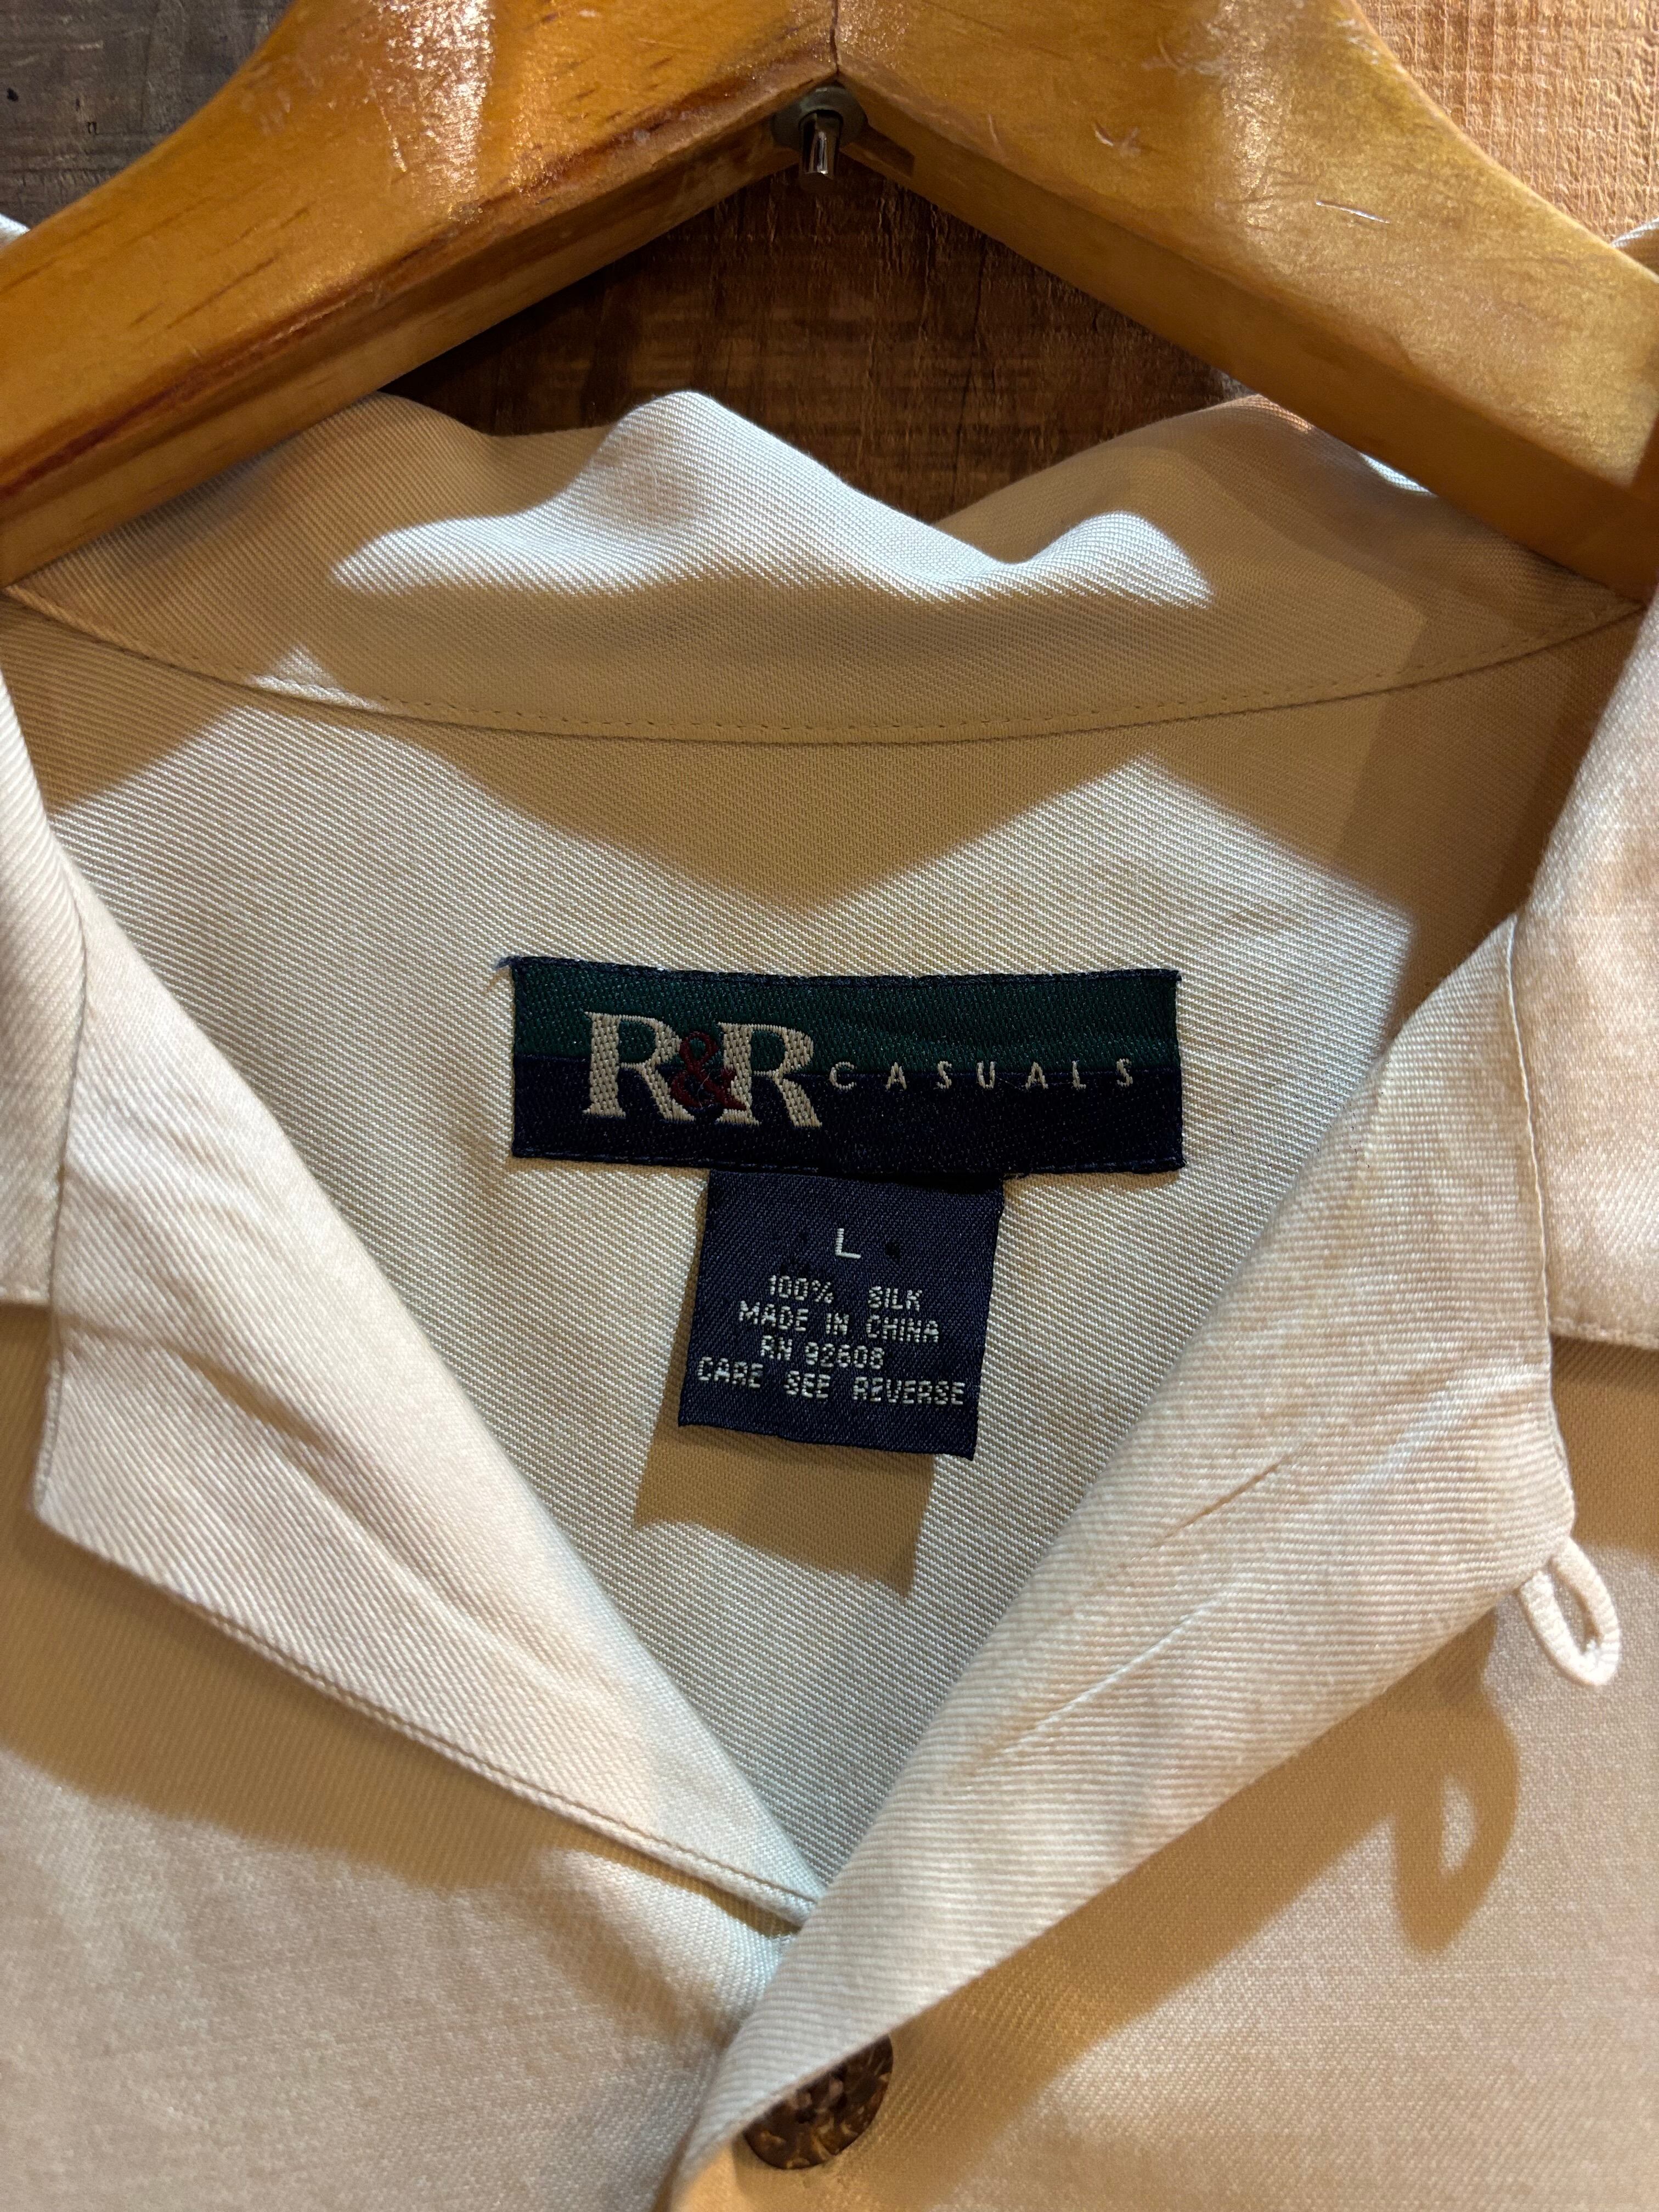 R&R CASUALS
L
100% SILK
MADE IN CHINA
RN 92608
CARE SEE REVERSE